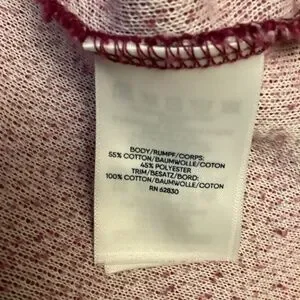 BODY/RUMPF/CORPS:
55% COTTON/BAUMWOLLE/COTON
45% POLYESTER
TRIM/BESATZ/BORD:
100% COTTON/BAUMWOLLE/COTON
RN 62830